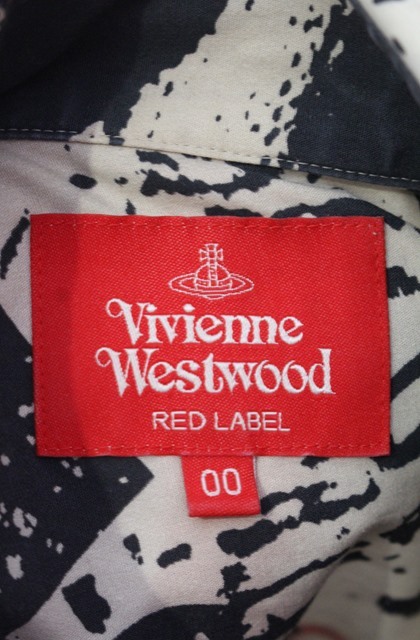 Vivienne
Westwood
RED LABEL
00